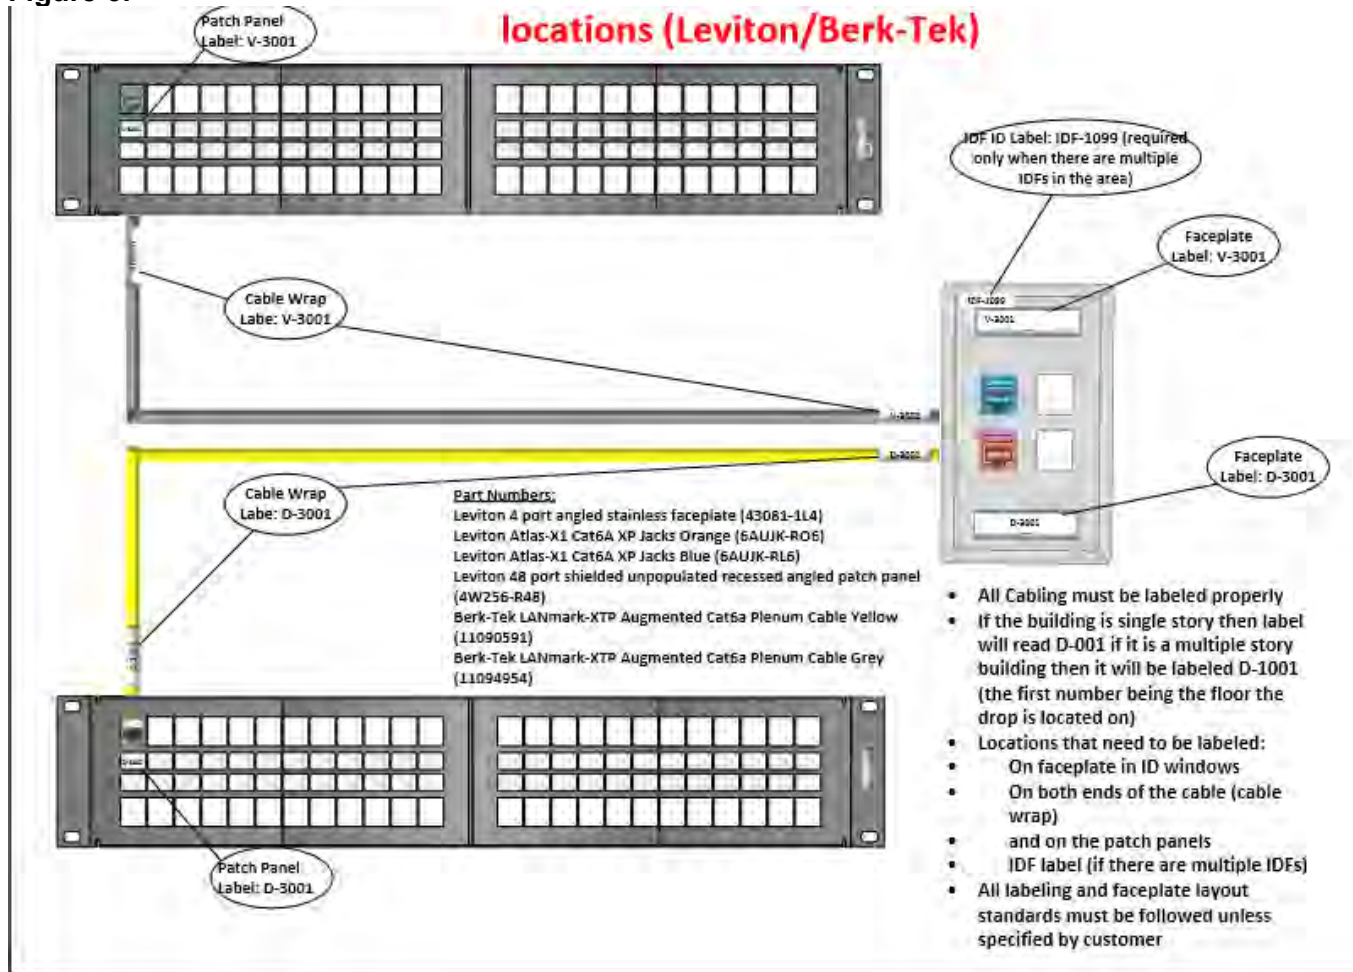 locations (Leviton/Berk-Tek)
Patch Panel
Label: V-3001
IDF ID Label: IDF-1099 (required
only when there are multiple
IDFs in the area)
Faceplate
Label: V-3001
Cable Wrap
Labe: V-3001
IDF-1099
V-3001
V-3001
D-3001
Faceplate
Label: D-3001
D-3001
Cable Wrap
Labe: D-3001
Part Numbers:
Leviton 4 port angled stainless faceplate (43081-1L4)
Leviton Atlas-X1 Cat6A XP Jacks Orange (6AUJK-RO6)
Leviton Atlas-X1 Cat6A XP Jacks Blue (6AUJK-RL6)
Leviton 48 port shielded unpopulated recessed angled patch panel
(4W256-R48)
Berk-Tek LANmark-XTP Augmented Cat6a Plenum Cable Yellow
(11090591)
Berk-Tek LANmark-XTP Augmented Cat6a Plenum Cable Grey
(11094954)
Patch Panel
Label: D-3001
• All Cabling must be labeled properly
• If the building is single story then label
will read D-001 if it is a multiple story
building then it will be labeled D-1001
(the first number being the floor the
drop is located on)
• Locations that need to be labeled:
• On faceplate in ID windows
• On both ends of the cable (cable
wrap)
• and on the patch panels
• IDF label (if there are multiple IDFs)
• All labeling and faceplate layout
standards must be followed unless
specified by customer